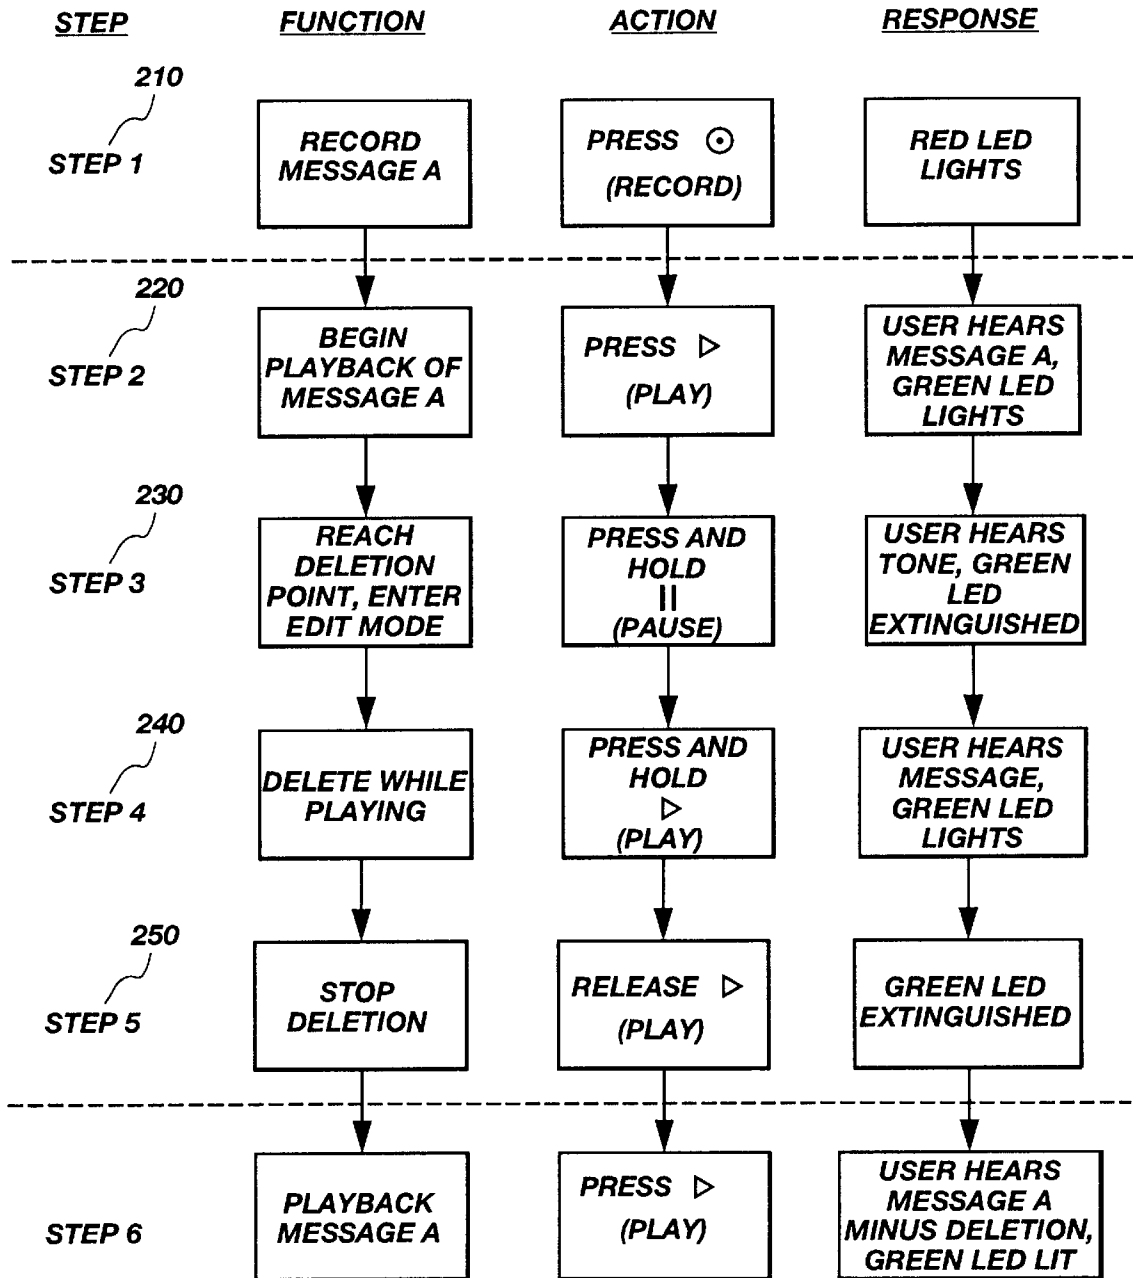 STEP FUNCTION ACTION RESPONSE
210
STEP 1
RECORD
MESSAGE A
PRESS
(RECORD)
RED LED
LIGHTS
220
STEP 2
BEGIN
PLAYBACK OF
MESSAGE A
PRESS
(PLAY)
USER HEARS
MESSAGE A,
GREEN LED
LIGHTS
230
STEP 3
REACH
DELETION
POINT, ENTER
EDIT MODE
PRESS AND
HOLD
(PAUSE)
USER HEARS
TONE, GREEN
LED
EXTINGUISHED
240
STEP 4
DELETE WHILE
PLAYING
PRESS AND
HOLD
(PLAY)
USER HEARS
MESSAGE,
GREEN LED
LIGHTS
250
STEP 5
STOP
DELETION
RELEASE
(PLAY)
GREEN LED
EXTINGUISHED
STEP 6
PLAYBACK
MESSAGE A
PRESS
(PLAY)
USER HEARS
MESSAGE A
MINUS DELETION,
GREEN LED LIT